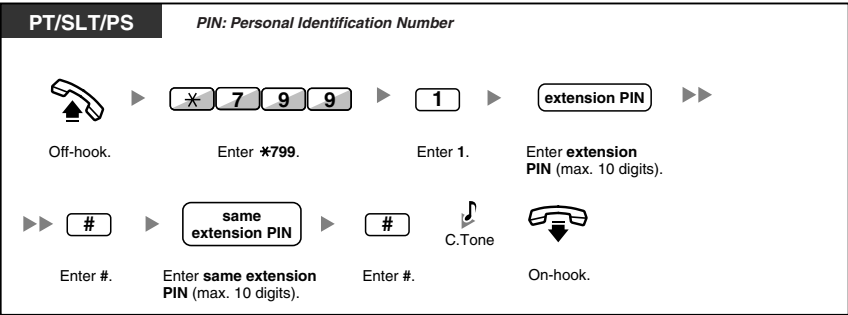 PT/SLT/PS
PIN: Personal Identification Number
* 7 9 9
1
extension PIN
Off-hook.
Enter *799.
Enter 1.
Enter extension
PIN (max. 10 digits).
#
same
extension PIN
#
C.Tone
Enter #.
Enter same extension
PIN (max. 10 digits).
Enter #.
On-hook.